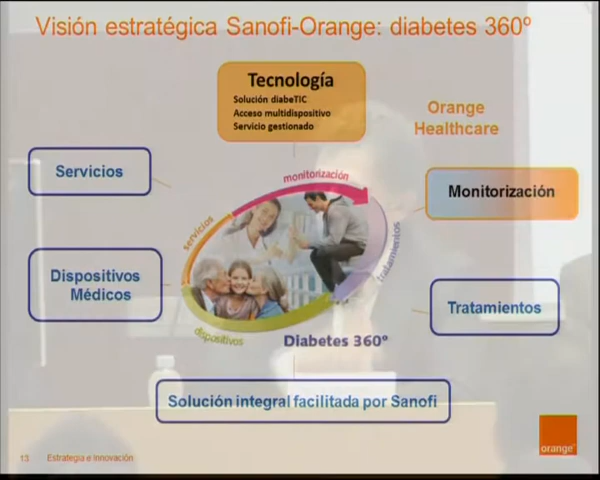 Visión estratégica Sanofi-Orange: diabetes 360º
Tecnología
Solución diabeTIC
Acceso multidispositivo
Servicio gestionado
Orange
Healthcare
Servicios
monitorización
Monitorización
servicios
tratamientos
Dispositivos
Médicos
Tratamientos
dispositivos
Diabetes 360º
Solución integral facilitada por Sanofi
orange
13 Estrategia e Innovación